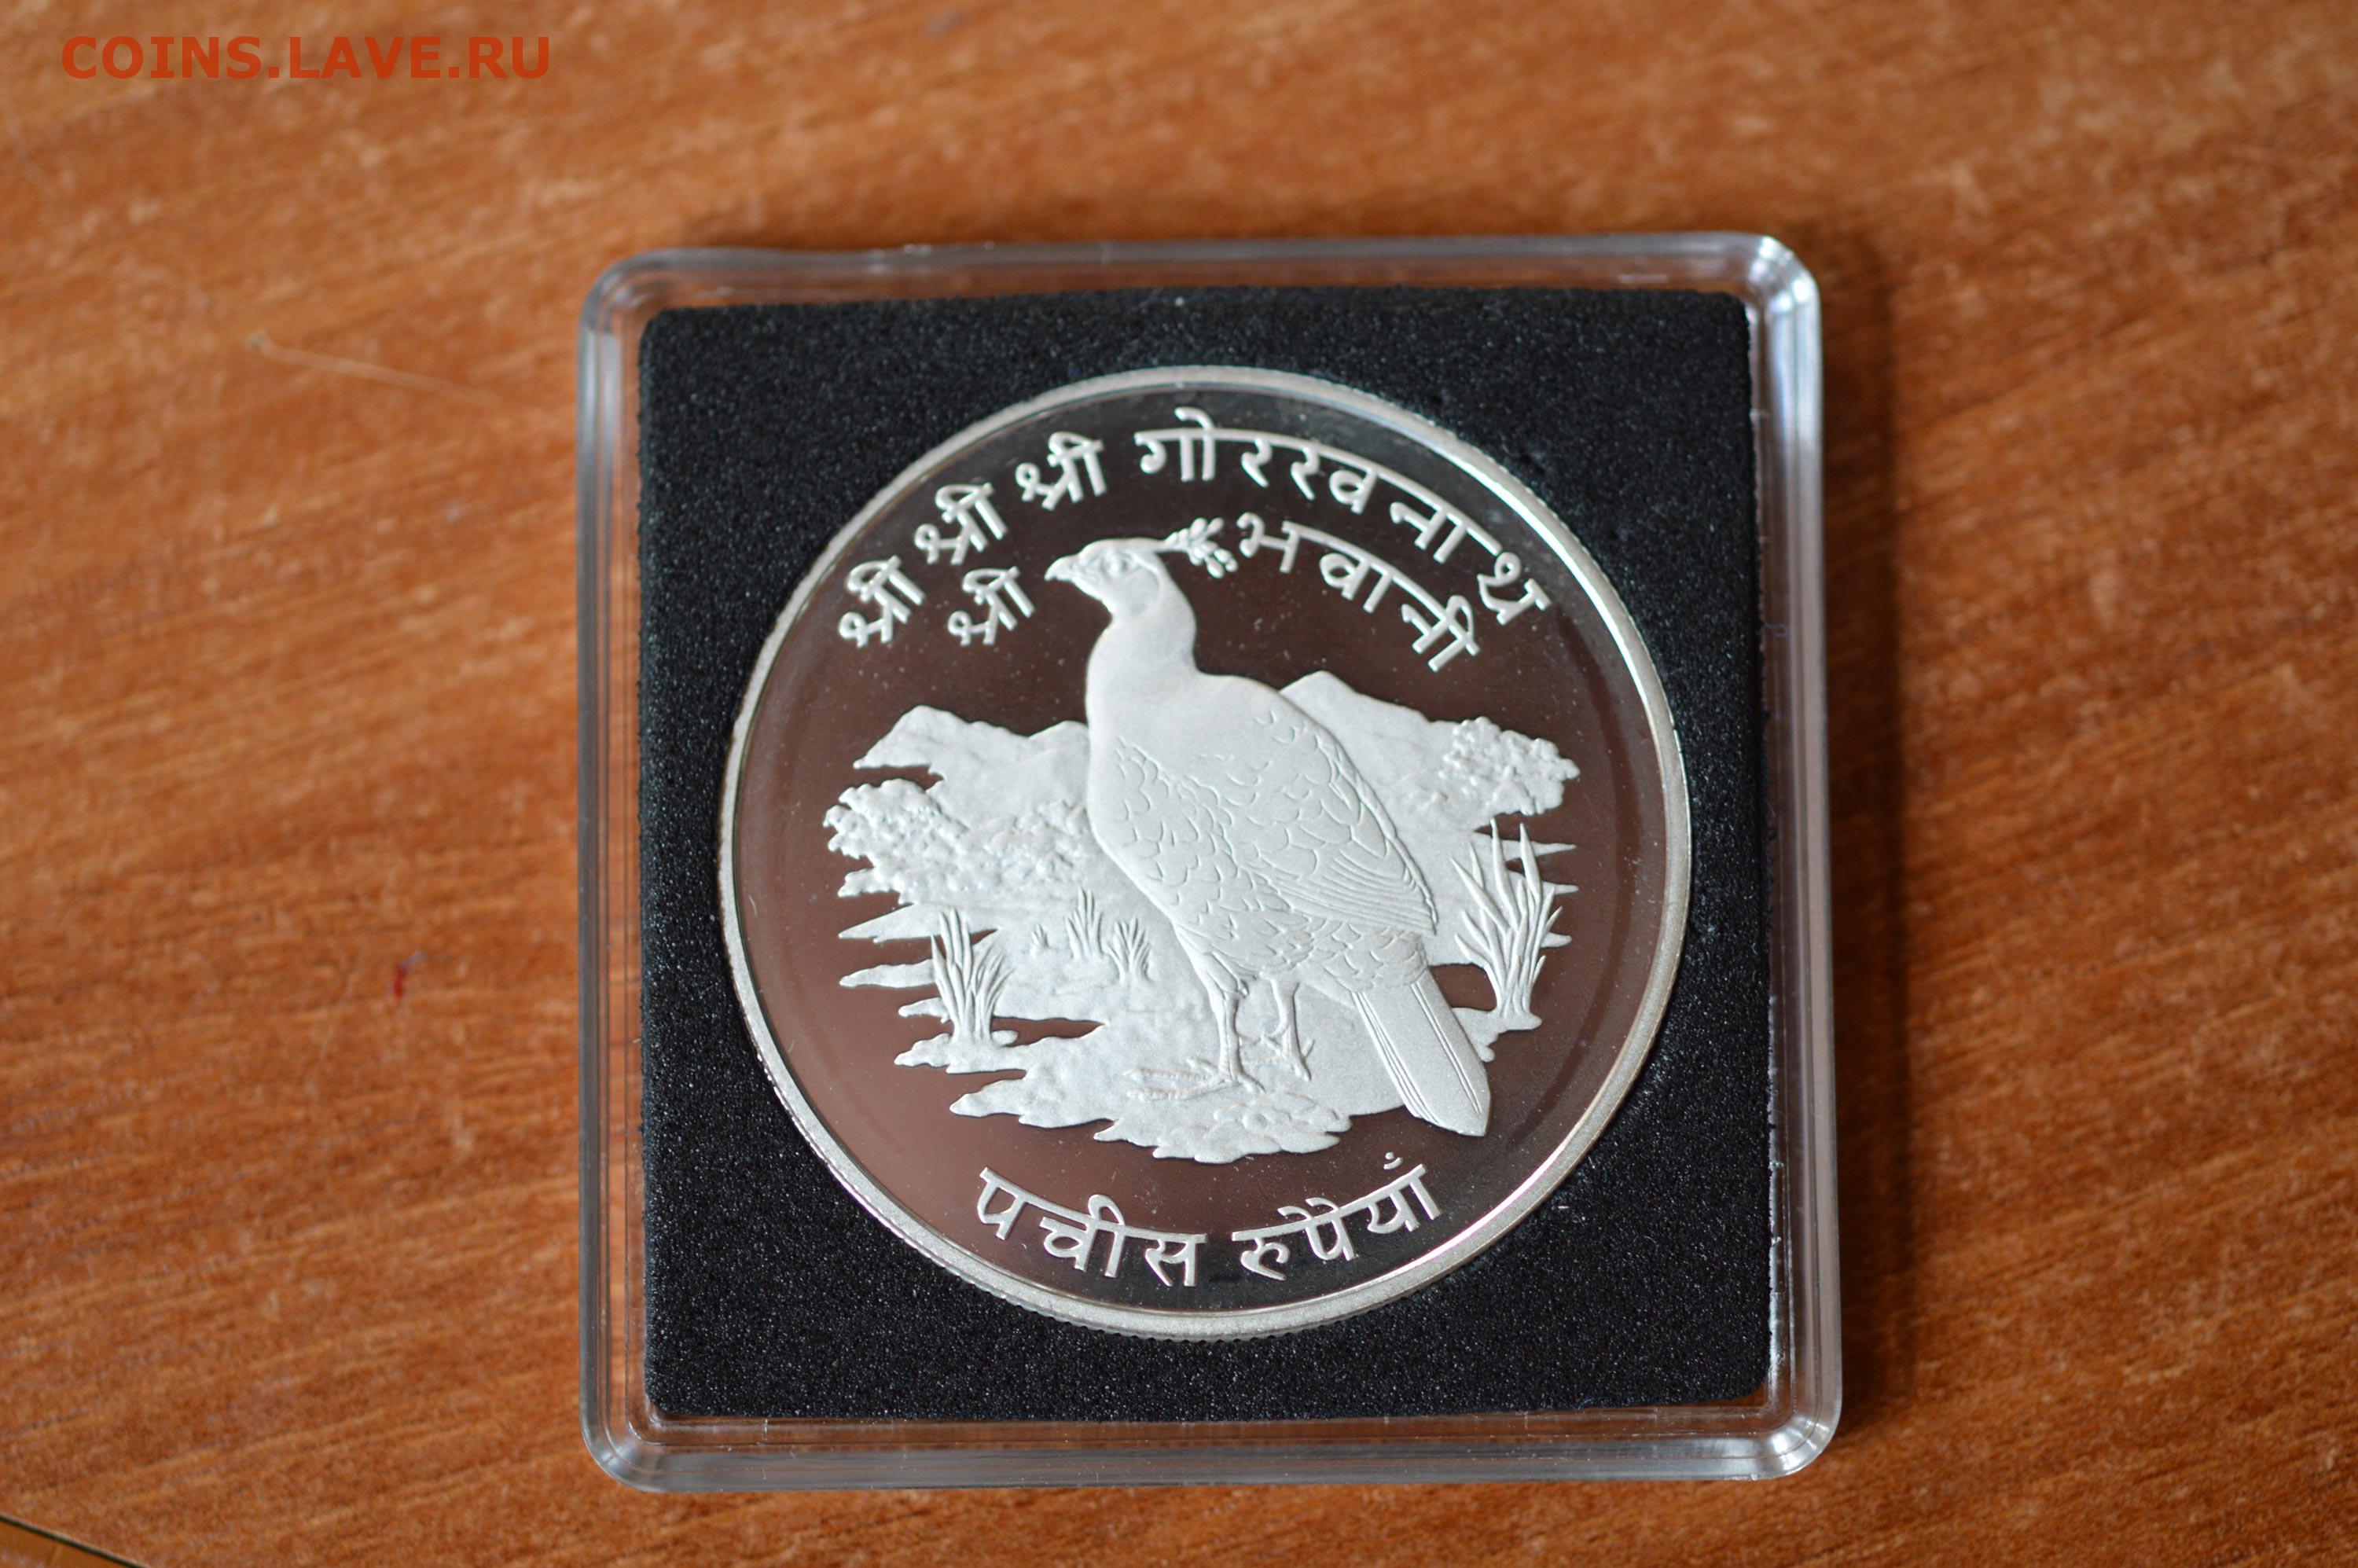 COINS.LAVE.RU
श्री श्री श्री गोरखनाथ
श्री भवानी
पचीस रुपैयाँ